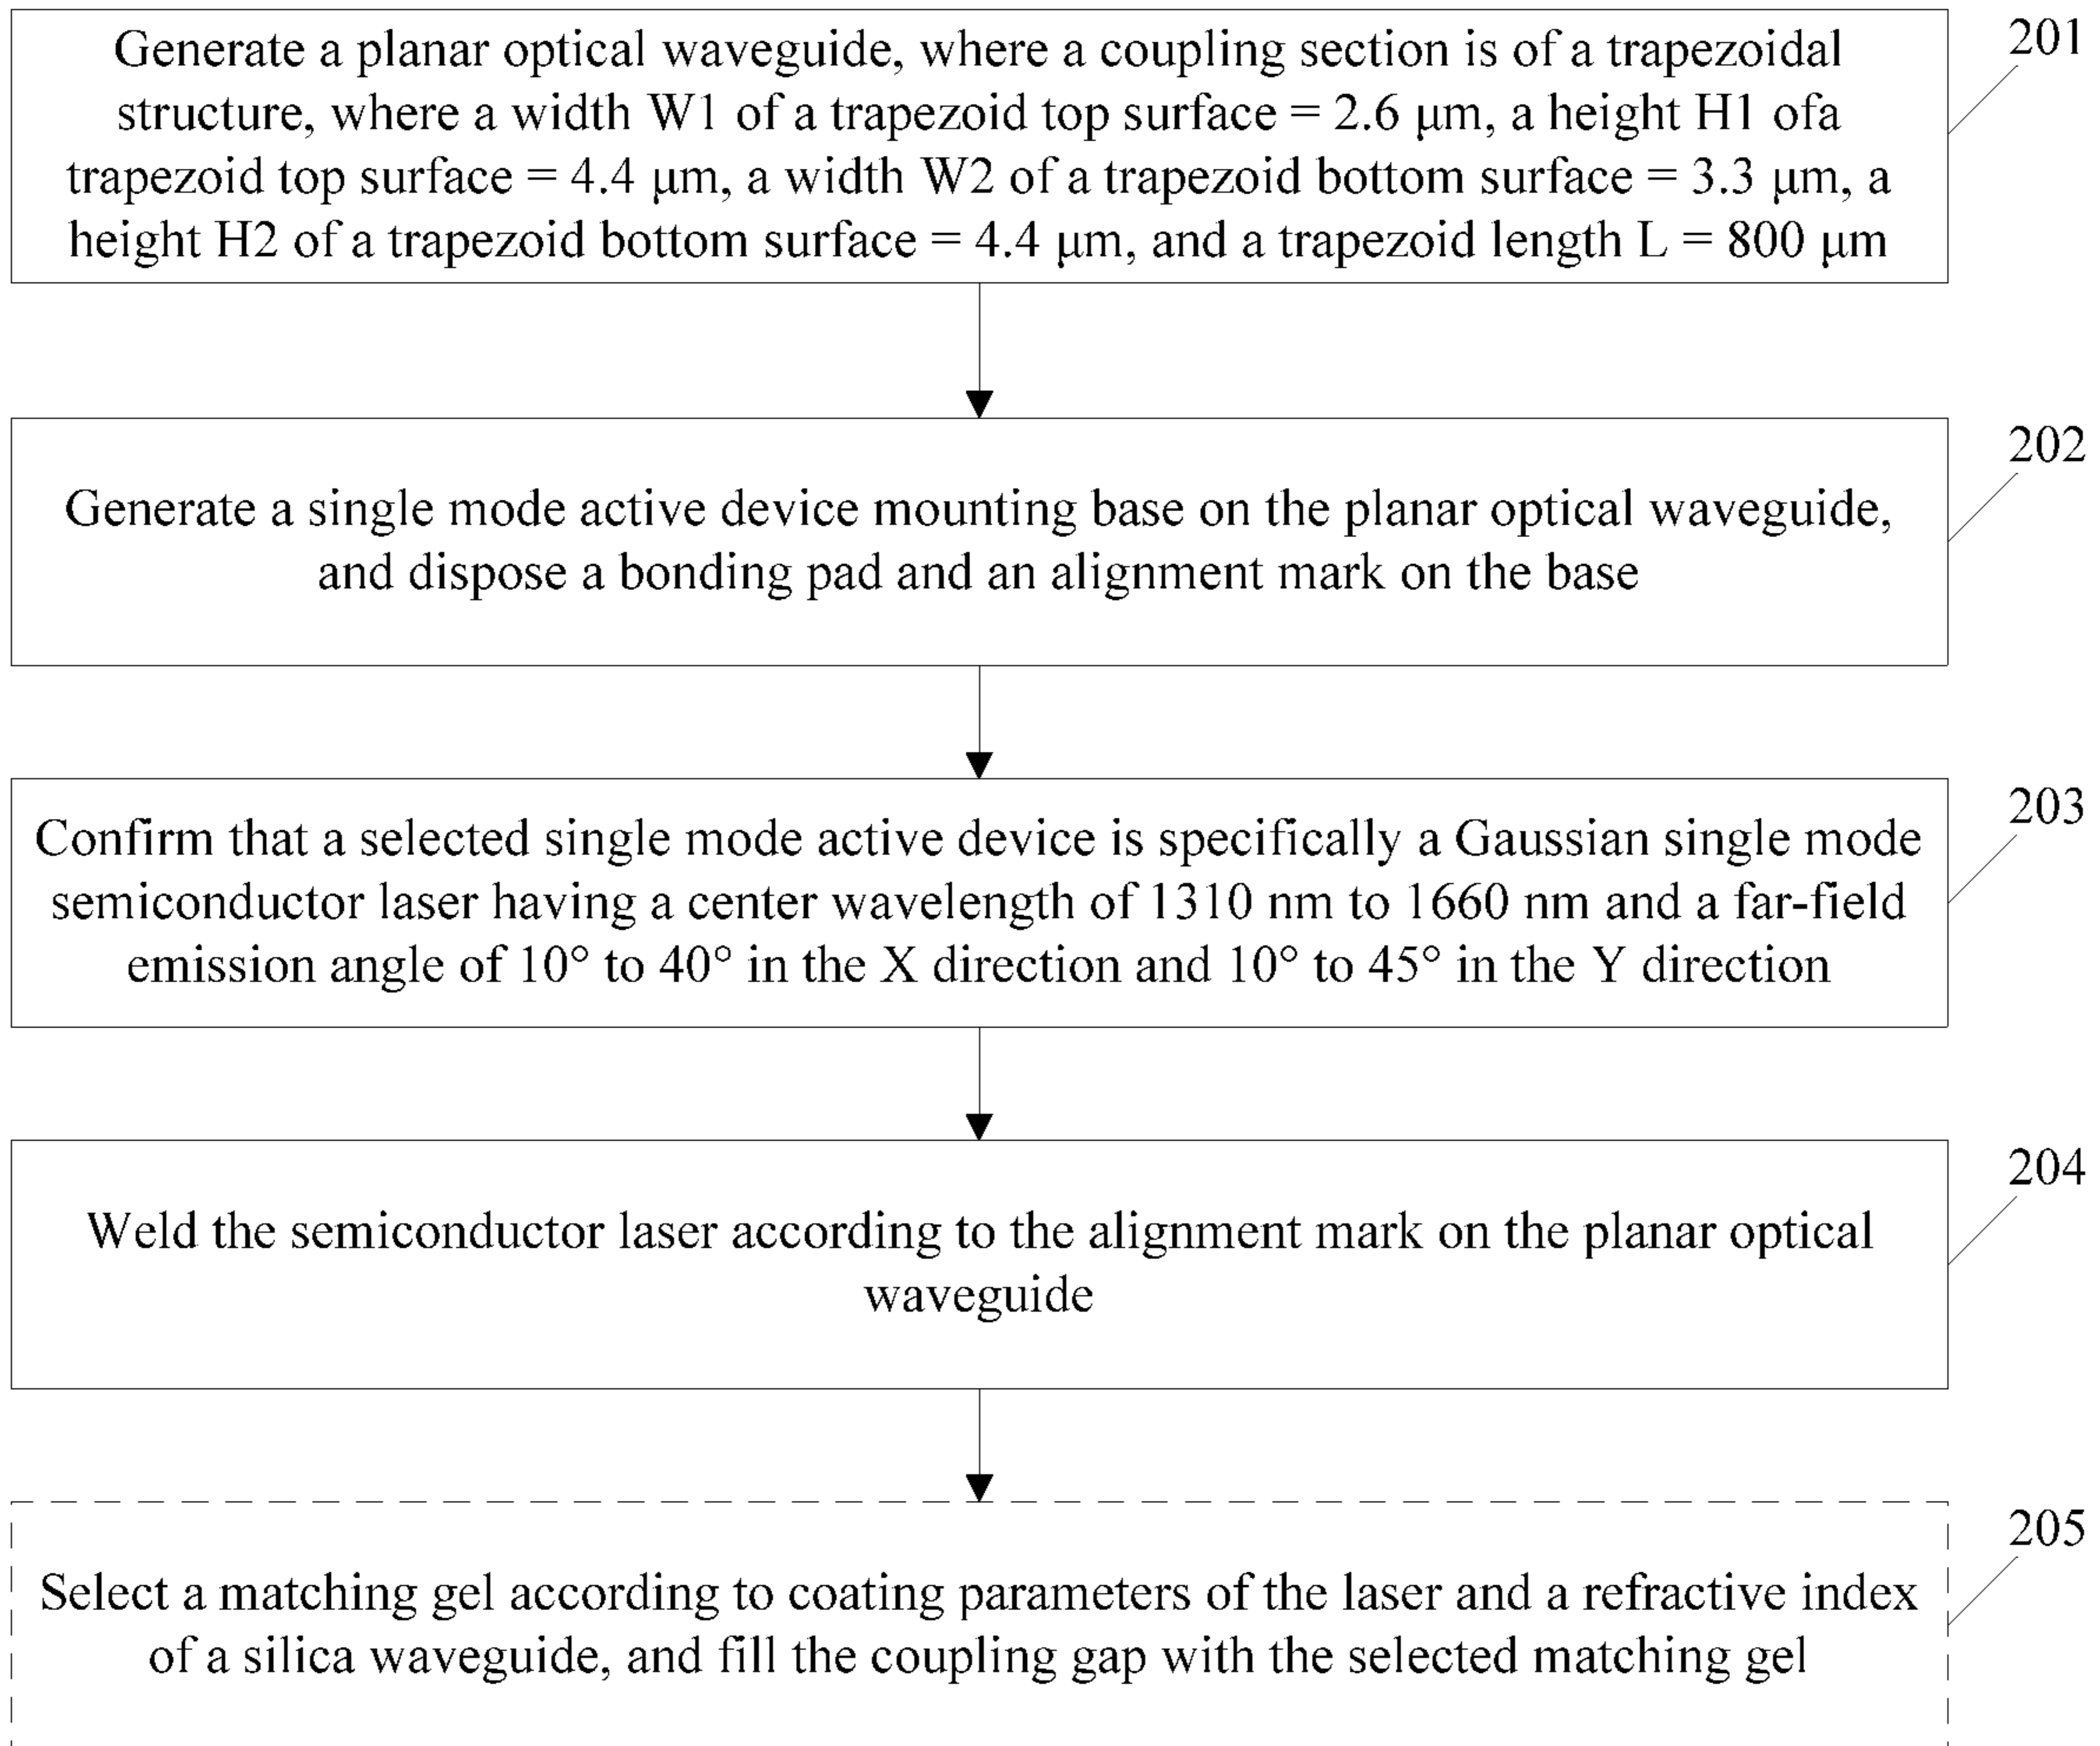 Generate a planar optical waveguide, where a coupling section is of a trapezoidal
structure, where a width W1 of a trapezoid top surface = 2.6 μm, a height H1 ofa
trapezoid top surface = 4.4 μm, a width W2 of a trapezoid bottom surface = 3.3 μm, a
height H2 of a trapezoid bottom surface = 4.4 μm, and a trapezoid length L = 800 μm
201
Generate a single mode active device mounting base on the planar optical waveguide,
and dispose a bonding pad and an alignment mark on the base
202
Confirm that a selected single mode active device is specifically a Gaussian single mode
semiconductor laser having a center wavelength of 1310 nm to 1660 nm and a far-field
emission angle of 10° to 40° in the X direction and 10° to 45° in the Y direction
203
Weld the semiconductor laser according to the alignment mark on the planar optical
waveguide
204
Select a matching gel according to coating parameters of the laser and a refractive index
of a silica waveguide, and fill the coupling gap with the selected matching gel
205